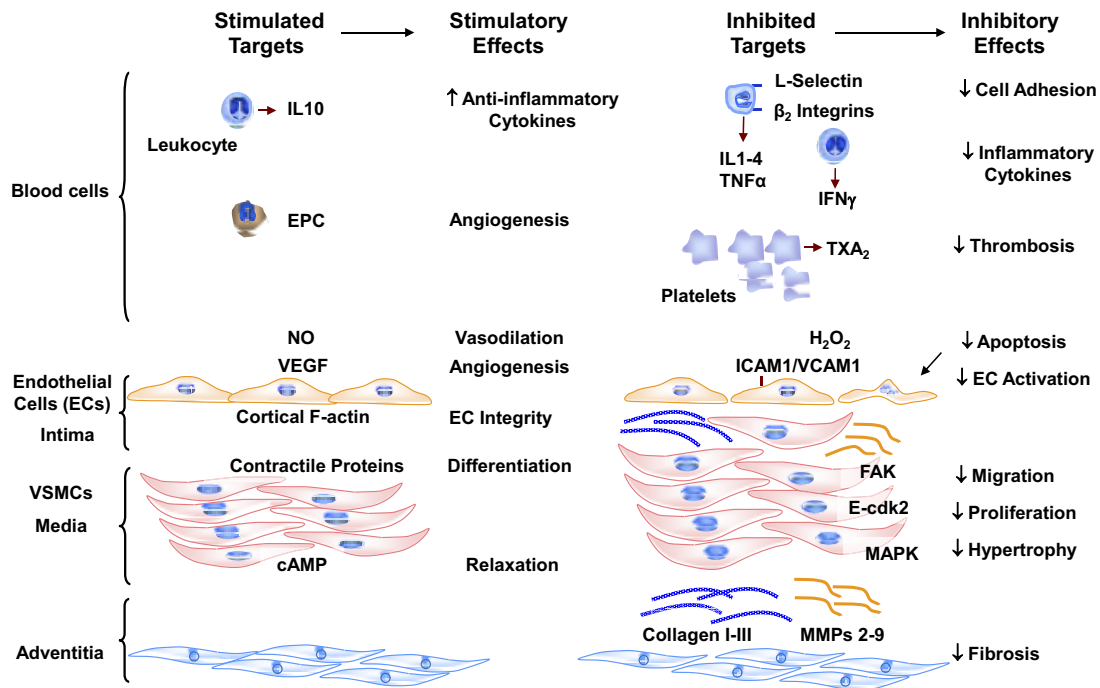 Stimulated
Targets
Stimulatory
Effects
Inhibited
Targets
Inhibitory
Effects
Blood cells
Leukocyte
IL10
↑ Anti-inflammatory
Cytokines
L-Selectin
β₂ Integrins
↓ Cell Adhesion
IL1-4
TNFα
IFNγ
↓ Inflammatory
Cytokines
EPC
Angiogenesis
TXA₂
Platelets
↓ Thrombosis
NO
Vasodilation
H₂O₂
↓ Apoptosis
VEGF
Angiogenesis
ICAM1/VCAM1
↓ EC Activation
Endothelial
Cells (ECs)
Intima
Cortical F-actin
EC Integrity
Contractile Proteins
Differentiation
FAK
↓ Migration
VSMCs
Media
E-cdk2
↓ Proliferation
cAMP
Relaxation
MAPK
↓ Hypertrophy
Collagen I-III
MMPs 2-9
Adventitia
↓ Fibrosis